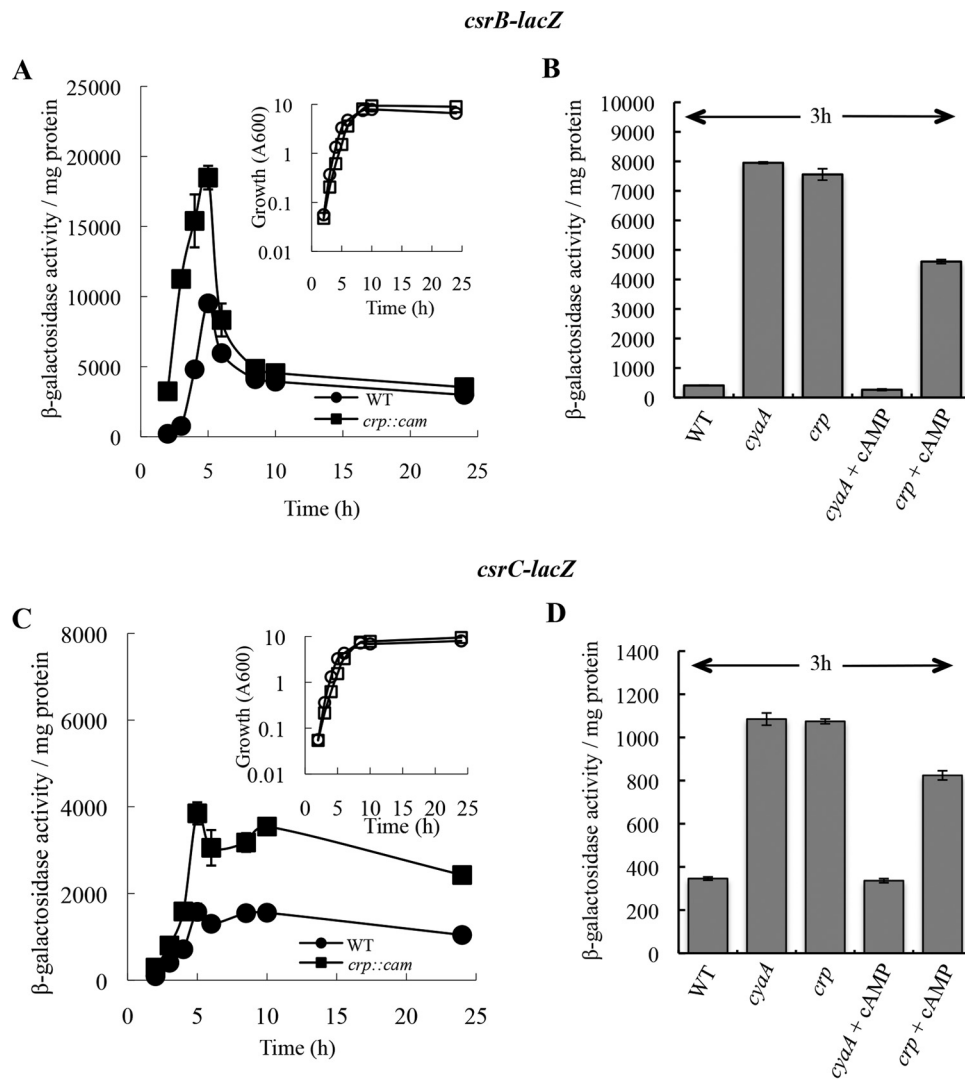 csrB-lacZ
A
β-galactosidase activity / mg protein
25000
20000
15000
10000
5000
0
0 5 10 15 20 25
Time (h)
WT
crp::cam
Growth (A600)
10
1
0.1
0.01
0 5 10 15 20 25
Time (h)
B
β-galactosidase activity / mg protein
10000
9000
8000
7000
6000
5000
4000
3000
2000
1000
0
3h
WT
cyaA
crp
cyaA + cAMP
crp + cAMP
csrC-lacZ
C
β-galactosidase activity / mg protein
8000
6000
4000
2000
0
0 5 10 15 20 25
Time (h)
WT
crp::cam
Growth (A600)
10
1
0.1
0.01
0 5 10 15 20 25
Time (h)
D
β-galactosidase activity / mg protein
1400
1200
1000
800
600
400
200
0
3h
WT
cyaA
crp
cyaA + cAMP
crp + cAMP